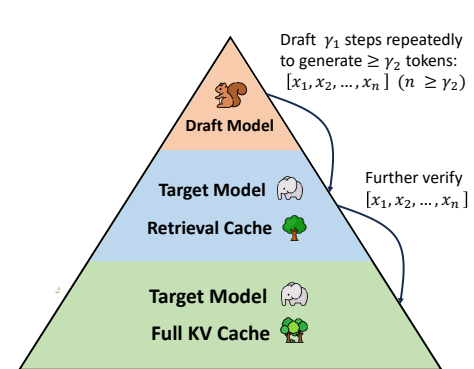 Draft γ₁ steps repeatedly
to generate ≥ γ₂ tokens:
[x₁, x₂, ..., xₙ] (n ≥ γ₂)
Draft Model
Further verify
[x₁, x₂, ..., xₙ]
Target Model
Retrieval Cache
Target Model
Full KV Cache